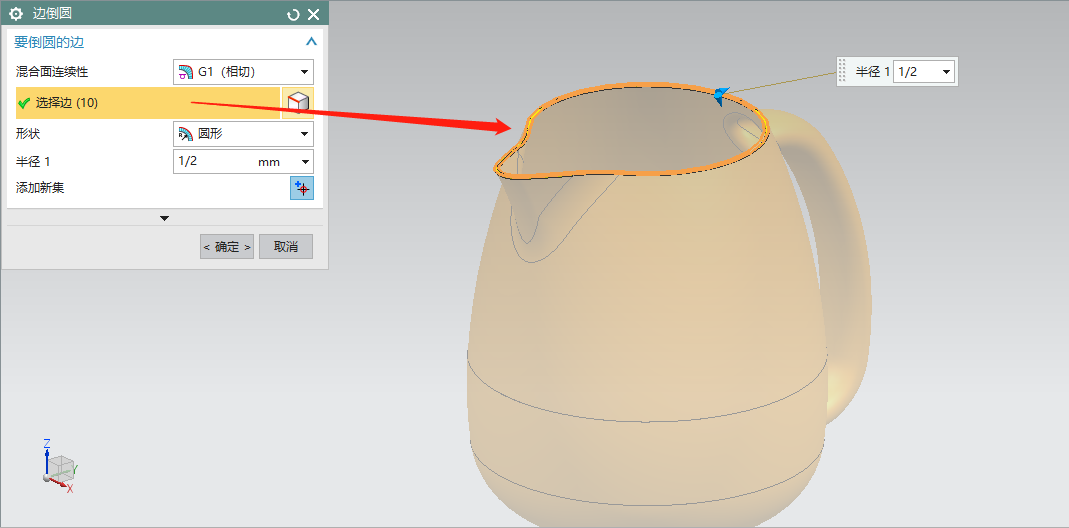 边倒圆
要倒圆的边
混合面连续性 G1（相切）
选择边 (10)
形状 圆形
半径 1 1/2 mm
添加新集
< 确定 > 取消
半径 1 1/2
Z
Y
X